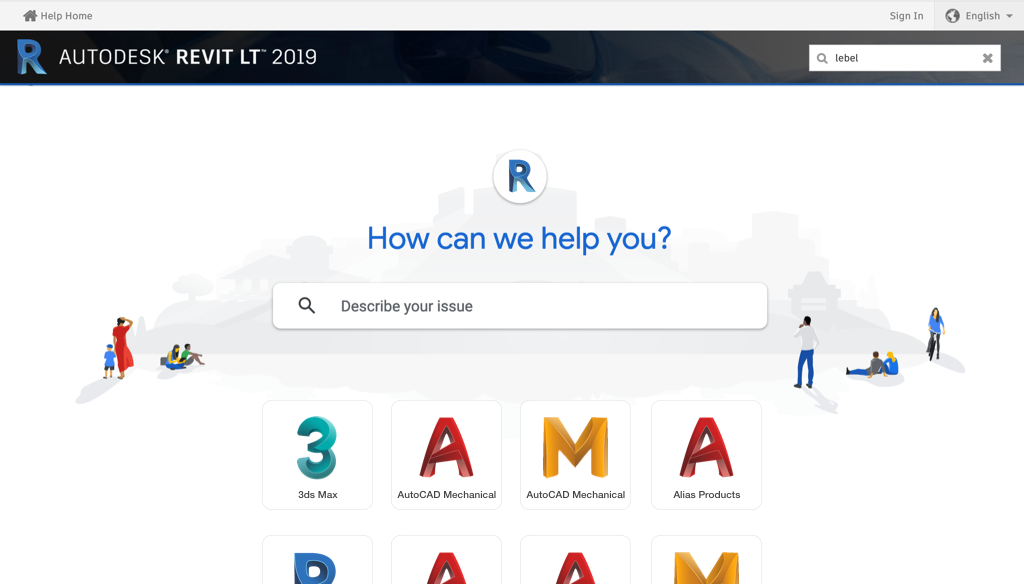 Help Home
Sign In
English
AUTODESK® REVIT LT™ 2019
lebel
How can we help you?
Describe your issue
3ds Max
AutoCAD Mechanical
AutoCAD Mechanical
Alias Products